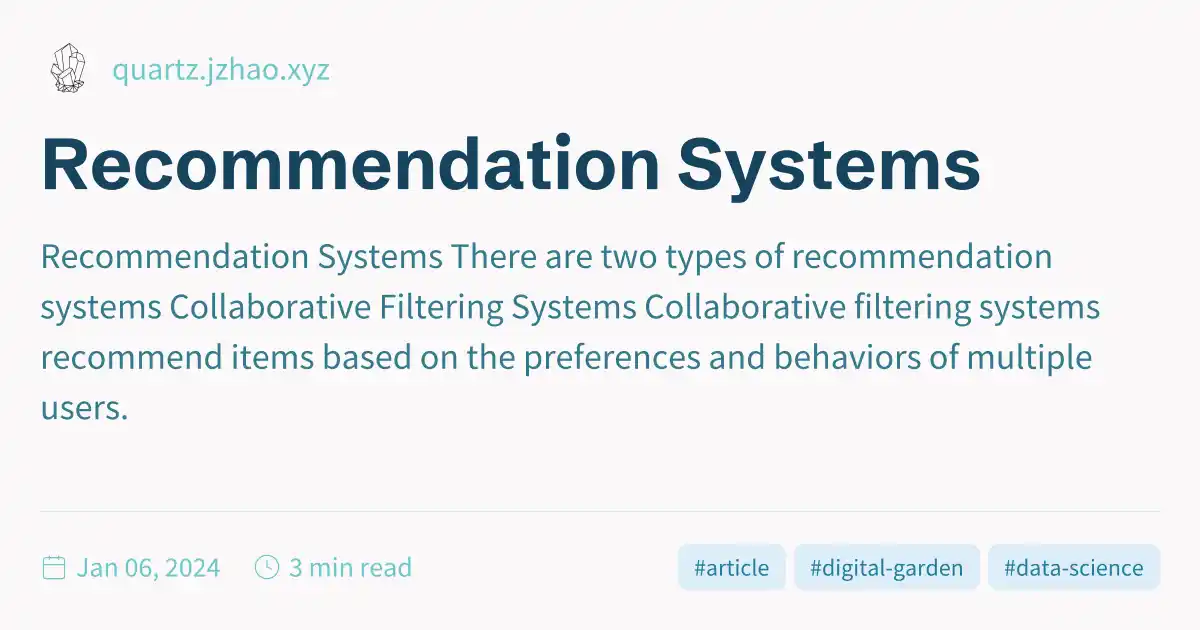 quartz.jzhao.xyz
Recommendation Systems
Recommendation Systems There are two types of recommendation
systems Collaborative Filtering Systems Collaborative filtering systems
recommend items based on the preferences and behaviors of multiple
users.
Jan 06, 2024 3 min read #article #digital-garden #data-science